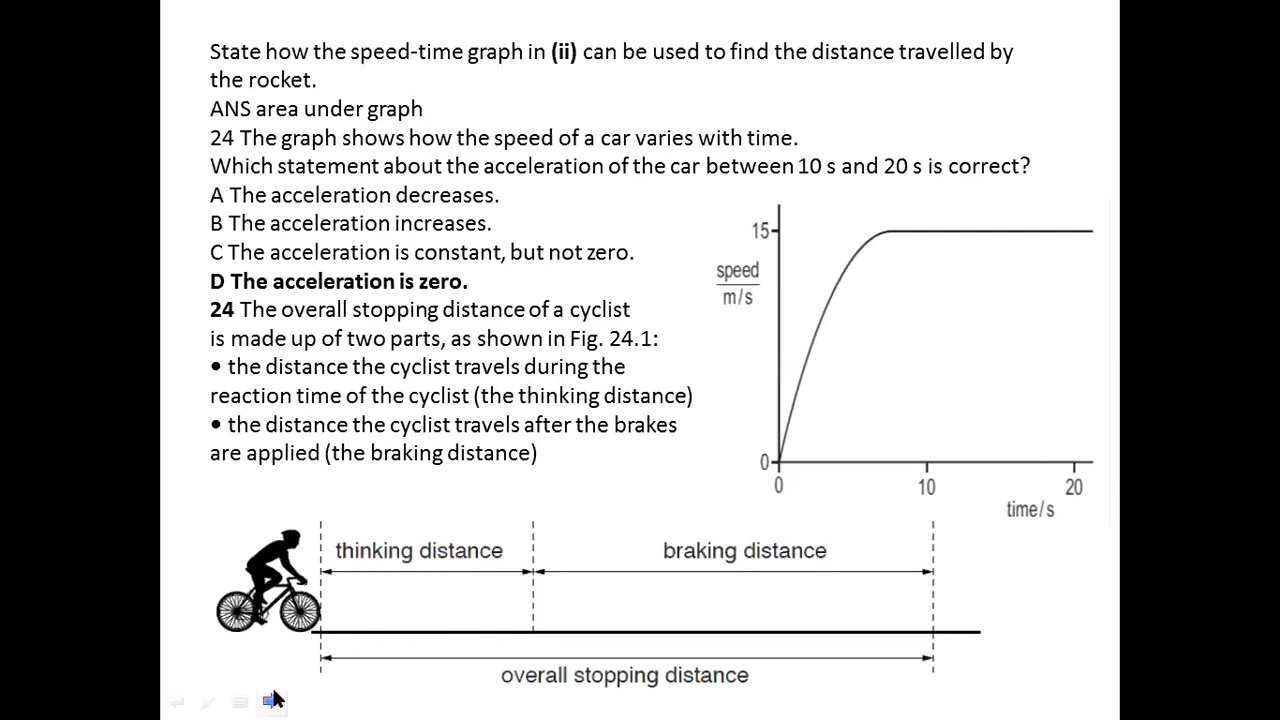 State how the speed-time graph in (ii) can be used to find the distance travelled by
the rocket.
ANS area under graph
24 The graph shows how the speed of a car varies with time.
Which statement about the acceleration of the car between 10 s and 20 s is correct?
A The acceleration decreases.
B The acceleration increases.
C The acceleration is constant, but not zero.
D The acceleration is zero.
24 The overall stopping distance of a cyclist
is made up of two parts, as shown in Fig. 24.1:
• the distance the cyclist travels during the
reaction time of the cyclist (the thinking distance)
• the distance the cyclist travels after the brakes
are applied (the braking distance)
15
speed
m/s
0
0 10 20
time/s
thinking distance braking distance
overall stopping distance